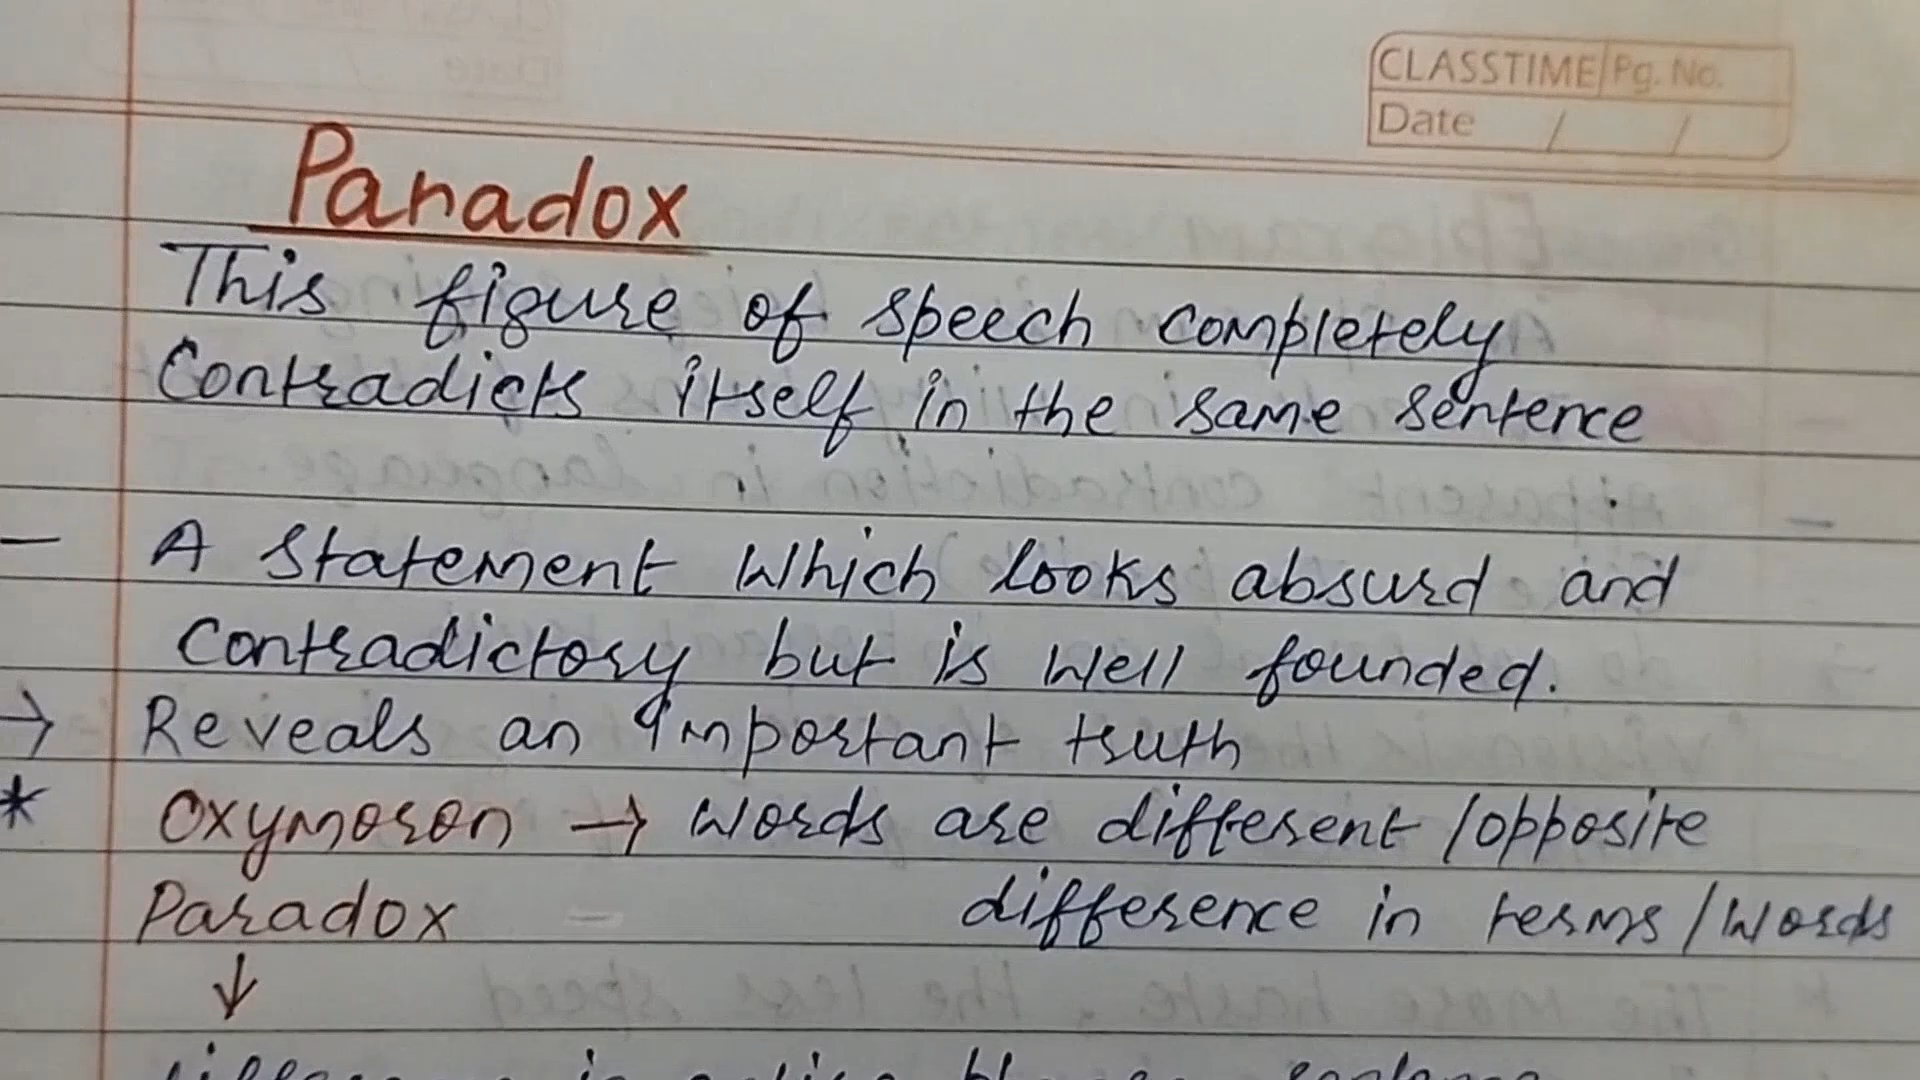 CLASSTIME Pg. No.
Date / /
Paradox
This figure of speech completely
Contradicts itself in the same sentence
- A statement which looks absurd and
Contradictory but is well founded.
→ Reveals an important truth
* Oxymoron → words are different / opposite
Paradox - difference in terms / words
↓